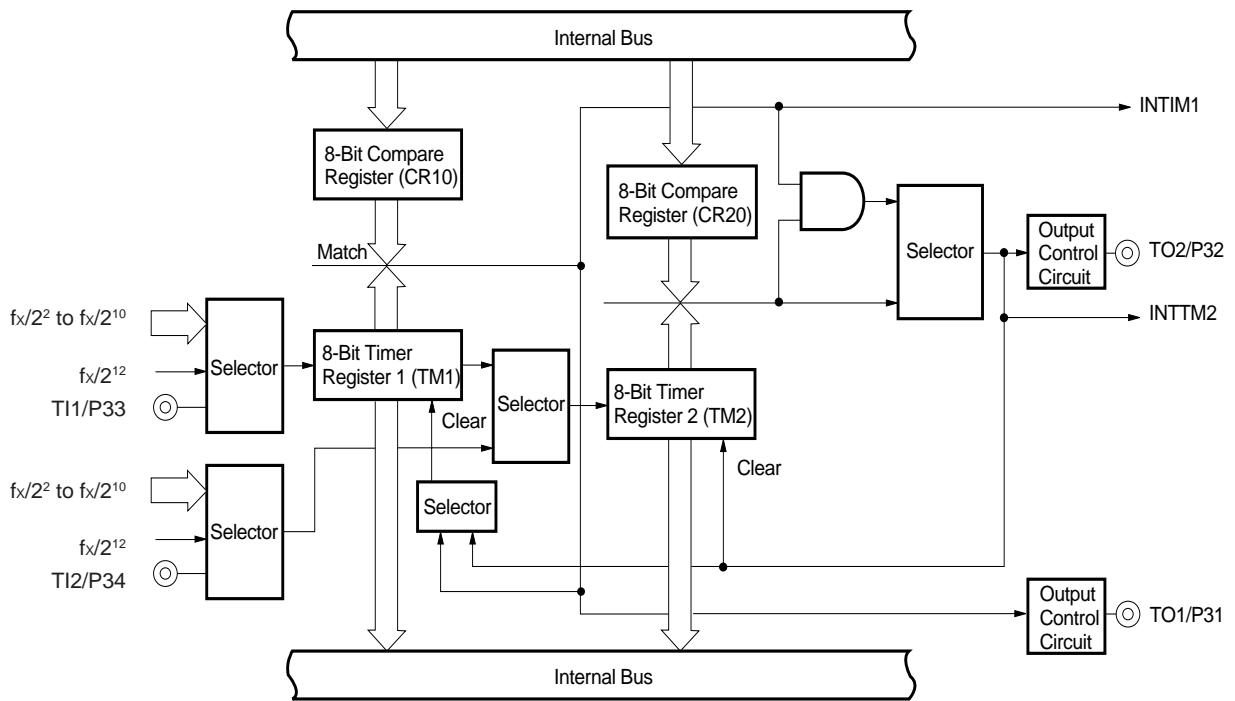 Internal Bus
INTIM1
8-Bit Compare
Register (CR10)
8-Bit Compare
Register (CR20)
Match
Selector
Output
Control
Circuit
TO2/P32
fx/2² to fx/2¹⁰
fx/2¹²
TI1/P33
Selector
8-Bit Timer
Register 1 (TM1)
Clear
Selector
8-Bit Timer
Register 2 (TM2)
Clear
INTTM2
fx/2² to fx/2¹⁰
fx/2¹²
TI2/P34
Selector
Selector
Output
Control
Circuit
TO1/P31
Internal Bus